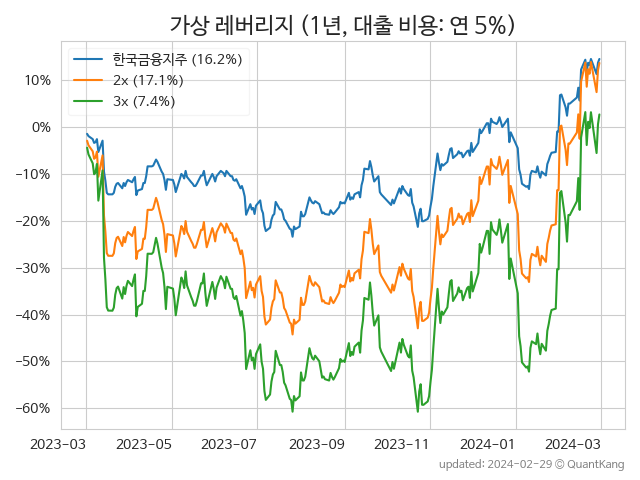 가상 레버리지 (1년, 대출 비용: 연 5%)
한국금융지주 (16.2%)
2x (17.1%)
3x (7.4%)
10%
0%
−10%
−20%
−30%
−40%
−50%
−60%
2023-03 2023-05 2023-07 2023-09 2023-11 2024-01 2024-03
updated: 2024-02-29 © QuantKang